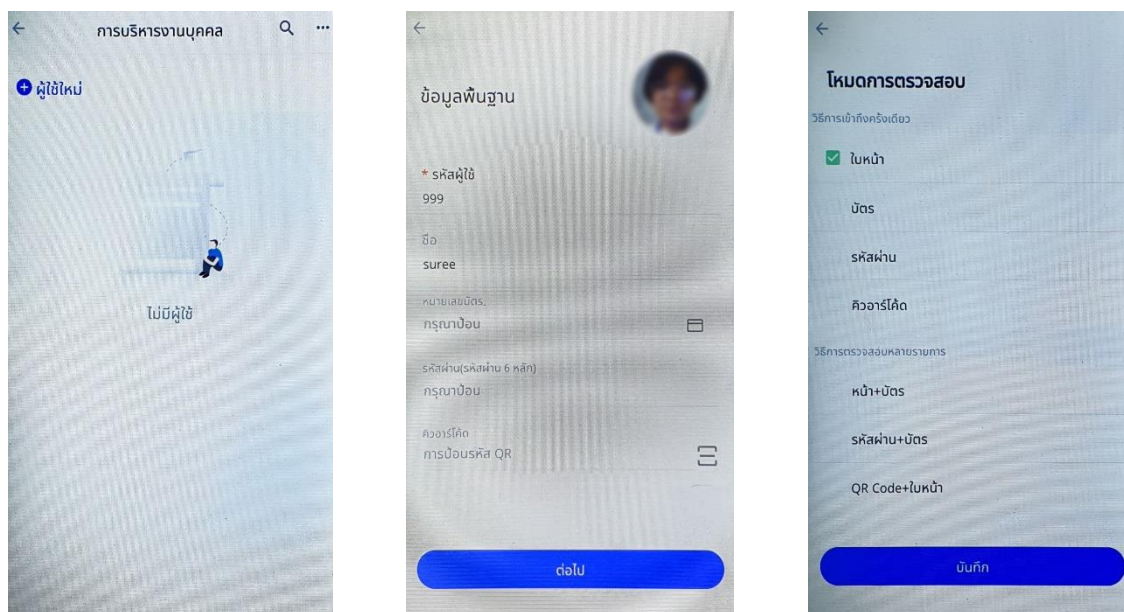 การบริหารงานบุคคล
ผู้ใช้ใหม่
ไม่มีผู้ใช้
ข้อมูลพื้นฐาน
* รหัสผู้ใช้
999
ชื่อ
suree
หมายเลขบัตร.
กรุณาป้อน
รหัสผ่าน(รหัสผ่าน 6 หลัก)
กรุณาป้อน
คิวอาร์โค้ด
การป้อนรหัส QR
ต่อไป
โหมดการตรวจสอบ
วิธีการเข้าถึงครั้งเดียว
ใบหน้า
บัตร
รหัสผ่าน
คิวอาร์โค้ด
วิธีการตรวจสอบหลายรายการ
หน้า+บัตร
รหัสผ่าน+บัตร
QR Code+ใบหน้า
บันทึก